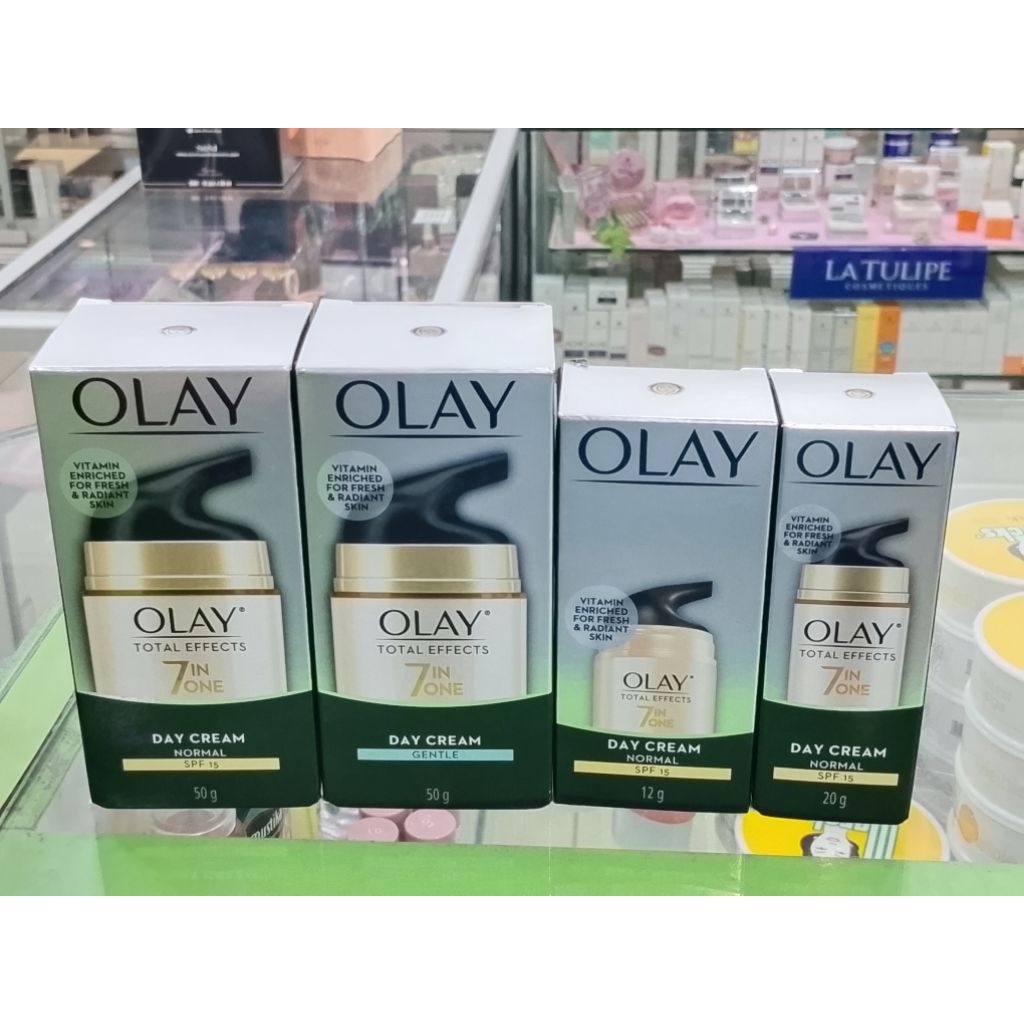 LA TULIPE
COSMETIQUES
OLAY
VITAMIN
ENRICHED
FOR FRESH
& RADIANT
SKIN
OLAY®
TOTAL EFFECTS
7 IN
ONE
DAY CREAM
NORMAL
SPF 15
50 g
OLAY
VITAMIN
ENRICHED
FOR FRESH
& RADIANT
SKIN
OLAY®
TOTAL EFFECTS
7 IN
ONE
DAY CREAM
GENTLE
50 g
OLAY
VITAMIN
ENRICHED
FOR FRESH
& RADIANT
SKIN
OLAY®
TOTAL EFFECTS
7 IN
ONE
DAY CREAM
NORMAL
SPF 15
12 g
OLAY
VITAMIN
ENRICHED
FOR FRESH
& RADIANT
SKIN
OLAY®
TOTAL EFFECTS
7 IN
ONE
DAY CREAM
NORMAL
SPF 15
20 g